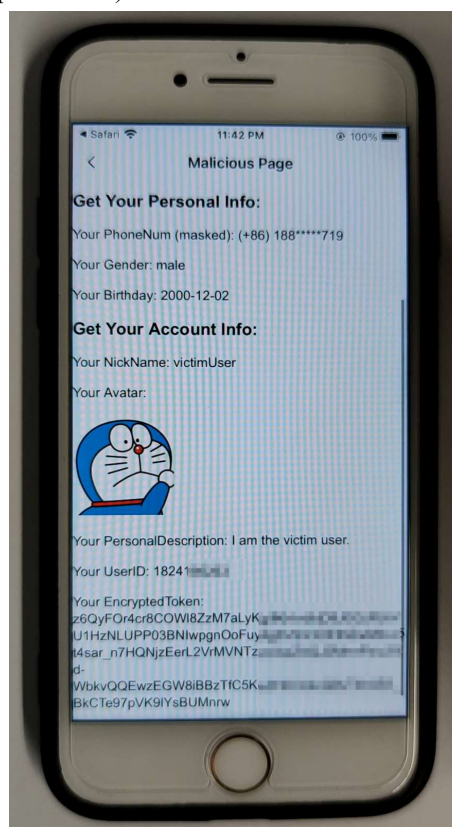 Safari
11:42 PM
100%
Malicious Page
Get Your Personal Info:
Your PhoneNum (masked): (+86) 188*****719
Your Gender: male
Your Birthday: 2000-12-02
Get Your Account Info:
Your NickName: victimUser
Your Avatar:
Your PersonalDescription: I am the victim user.
Your UserID: 18241
Your EncryptedToken:
z6QyFOr4cr8COWI8ZzM7aLyK
U1HzNLUPP03BNIwpgnOoFuy
t4sar_n7HQNjzEerL2VrMVNTz
d-
WbkvQQEwzEGW8iBBzTfC5K
BkCTe97pVK9lYsBUMnrw